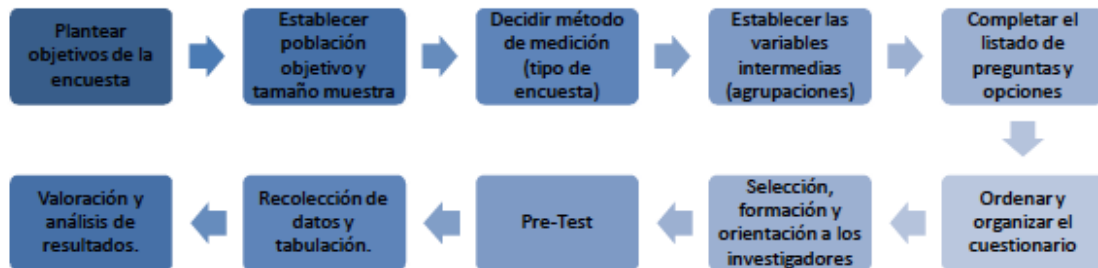 Plantear
objetivos de la
encuesta
Establecer
población
objetivo y
tamaño muestra
Decidir método
de medición
(tipo de
encuesta)
Establecer las
variables
intermedias
(agrupaciones)
Completar el
listado de
preguntas y
opciones
Ordenar y
organizar el
cuestionario
Selección,
formación y
orientación a los
investigadores
Pre-Test
Recolección de
datos y
tabulación.
Valoración y
análisis de
resultados.